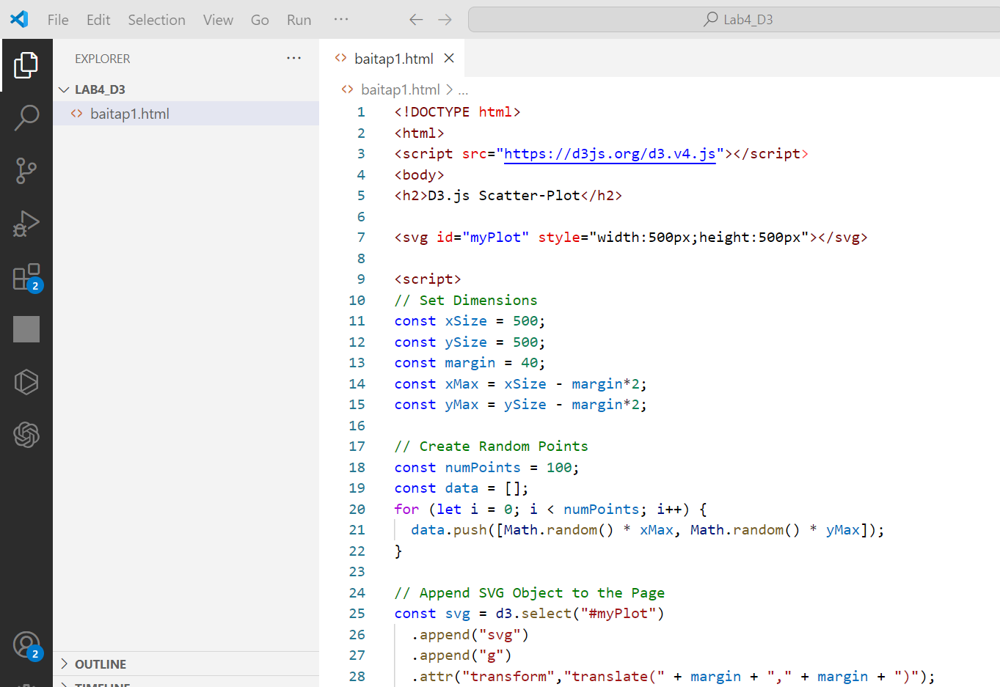 File Edit Selection View Go Run ··· Lab4_D3
EXPLORER ···
LAB4_D3
baitap1.html
2
2
OUTLINE
TIMELINE
baitap1.html
baitap1.html > ...
1 <!DOCTYPE html>
2 <html>
3 <script src="https://d3js.org/d3.v4.js"></script>
4 <body>
5 <h2>D3.js Scatter-Plot</h2>
6
7 <svg id="myPlot" style="width:500px;height:500px"></svg>
8
9 <script>
10 // Set Dimensions
11 const xSize = 500;
12 const ySize = 500;
13 const margin = 40;
14 const xMax = xSize - margin*2;
15 const yMax = ySize - margin*2;
16
17 // Create Random Points
18 const numPoints = 100;
19 const data = [];
20 for (let i = 0; i < numPoints; i++) {
21   data.push([Math.random() * xMax, Math.random() * yMax]);
22 }
23
24 // Append SVG Object to the Page
25 const svg = d3.select("#myPlot")
26   .append("svg")
27   .append("g")
28   .attr("transform","translate(" + margin + "," + margin + ")");